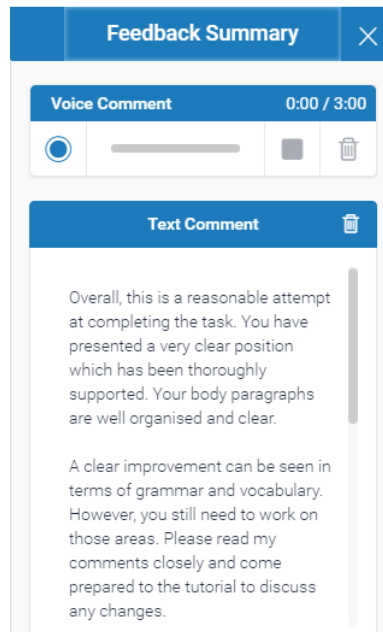 Feedback Summary
Voice Comment 0:00 / 3:00
Text Comment
Overall, this is a reasonable attempt
at completing the task. You have
presented a very clear position
which has been thoroughly
supported. Your body paragraphs
are well organised and clear.
A clear improvement can be seen in
terms of grammar and vocabulary.
However, you still need to work on
those areas. Please read my
comments closely and come
prepared to the tutorial to discuss
any changes.